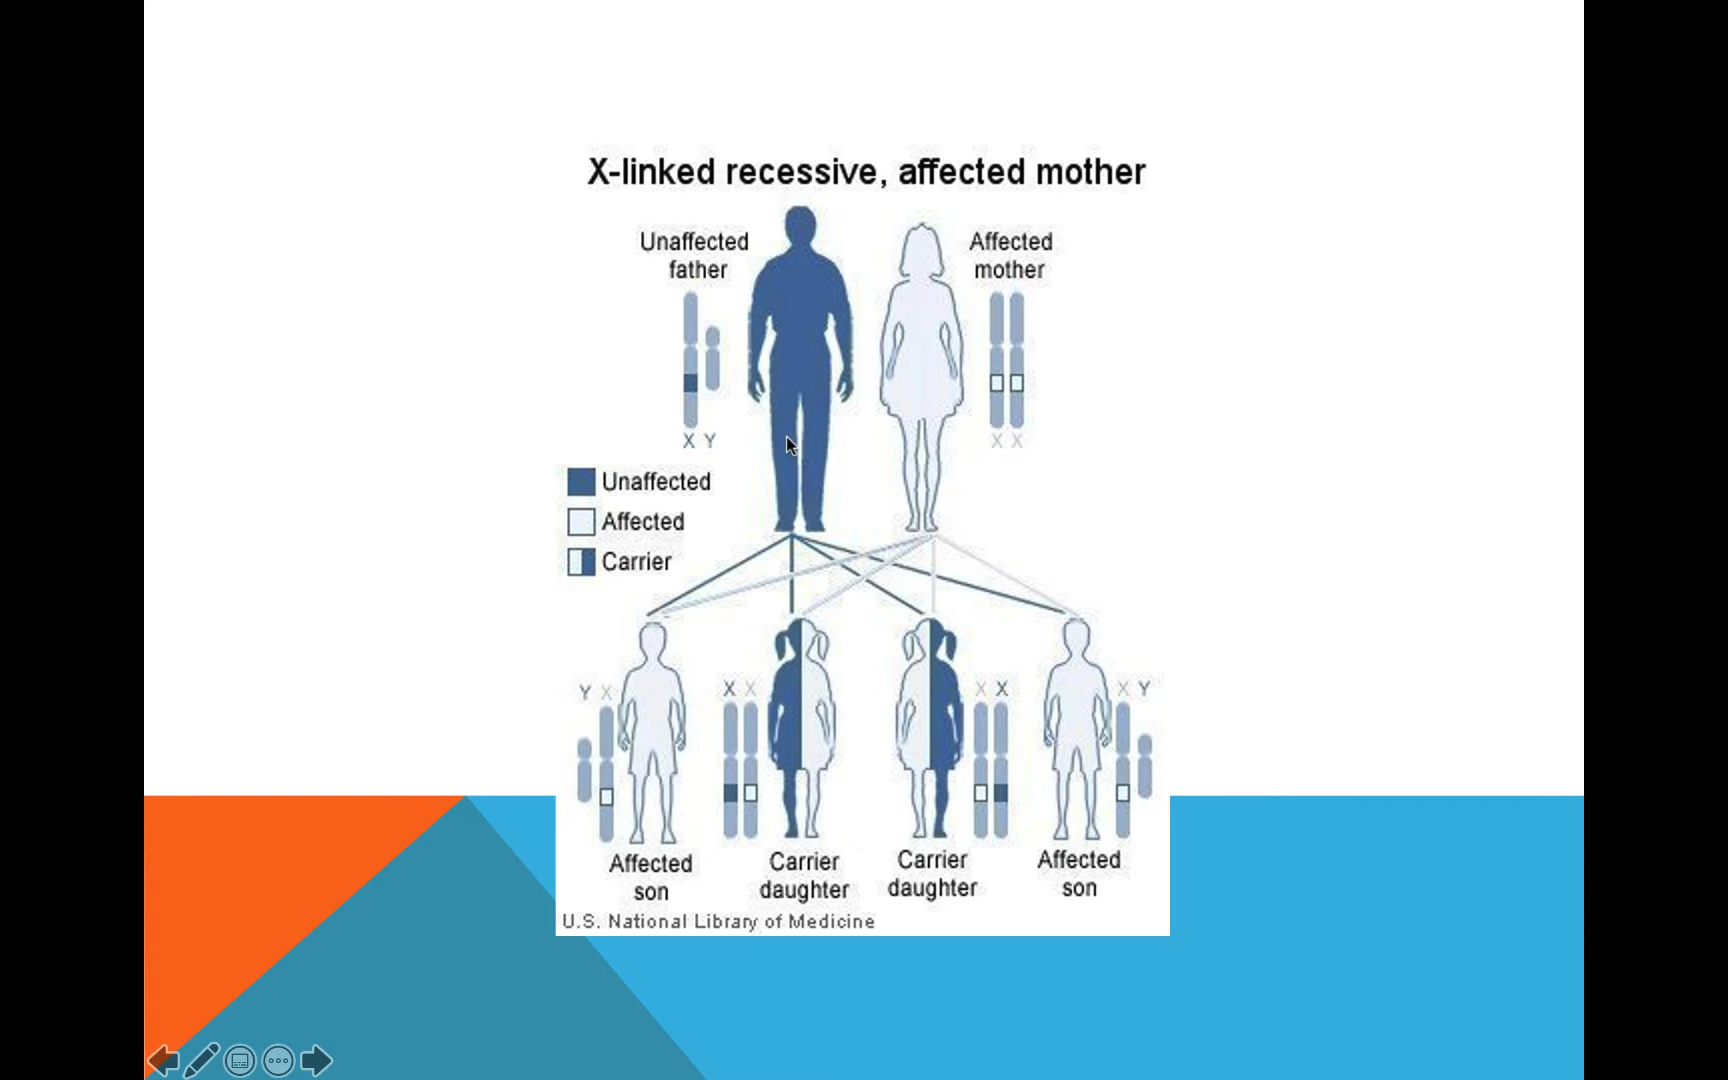 X-linked recessive, affected mother
Unaffected
father
Affected
mother
X Y
X X
Unaffected
Affected
Carrier
Y X
X X
X X
X Y
Affected
son
Carrier
daughter
Carrier
daughter
Affected
son
U.S. National Library of Medicine